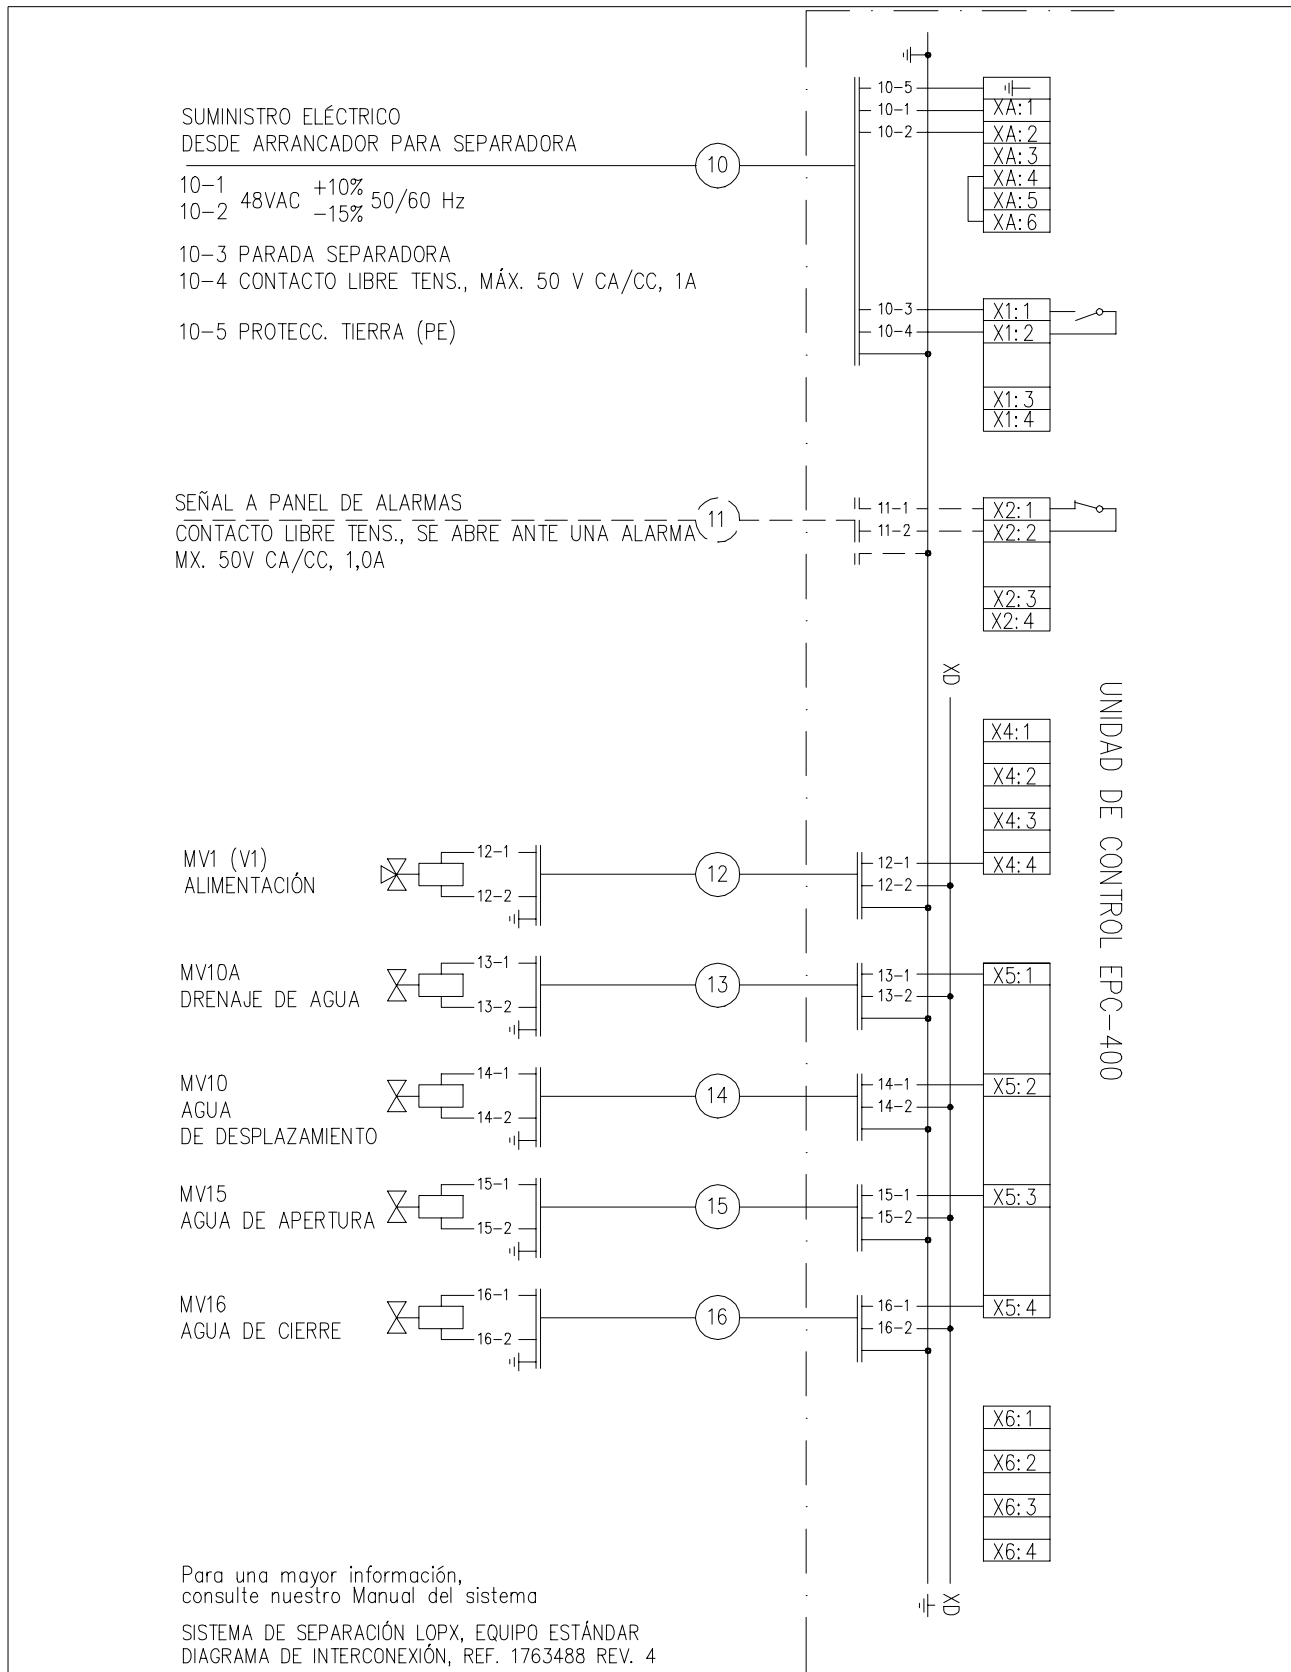 SUMINISTRO ELÉCTRICO
DESDE ARRANCADOR PARA SEPARADORA
10
10-1
10-2
48VAC
+10%
-15%
50/60 Hz
10-3 PARADA SEPARADORA
10-4 CONTACTO LIBRE TENS., MÁX. 50 V CA/CC, 1A
10-5 PROTECC. TIERRA (PE)
10-5
10-1
10-2
XA:1
XA:2
XA:3
XA:4
XA:5
XA:6
10-3
10-4
X1:1
X1:2
X1:3
X1:4
SEÑAL A PANEL DE ALARMAS
CONTACTO LIBRE TENS., SE ABRE ANTE UNA ALARMA
MX. 50V CA/CC, 1,0A
11
11-1
11-2
X2:1
X2:2
X2:3
X2:4
XD
UNIDAD DE CONTROL EPC-400
X4:1
X4:2
X4:3
X4:4
MV1 (V1)
ALIMENTACIÓN
12-1
12-2
12
12-1
12-2
MV10A
DRENAJE DE AGUA
13-1
13-2
13
13-1
13-2
X5:1
MV10
AGUA
DE DESPLAZAMIENTO
14-1
14-2
14
14-1
14-2
X5:2
MV15
AGUA DE APERTURA
15-1
15-2
15
15-1
15-2
X5:3
MV16
AGUA DE CIERRE
16-1
16-2
16
16-1
16-2
X5:4
X6:1
X6:2
X6:3
X6:4
XD
Para una mayor información,
consulte nuestro Manual del sistema
SISTEMA DE SEPARACIÓN LOPX, EQUIPO ESTÁNDAR
DIAGRAMA DE INTERCONEXIÓN, REF. 1763488 REV. 4